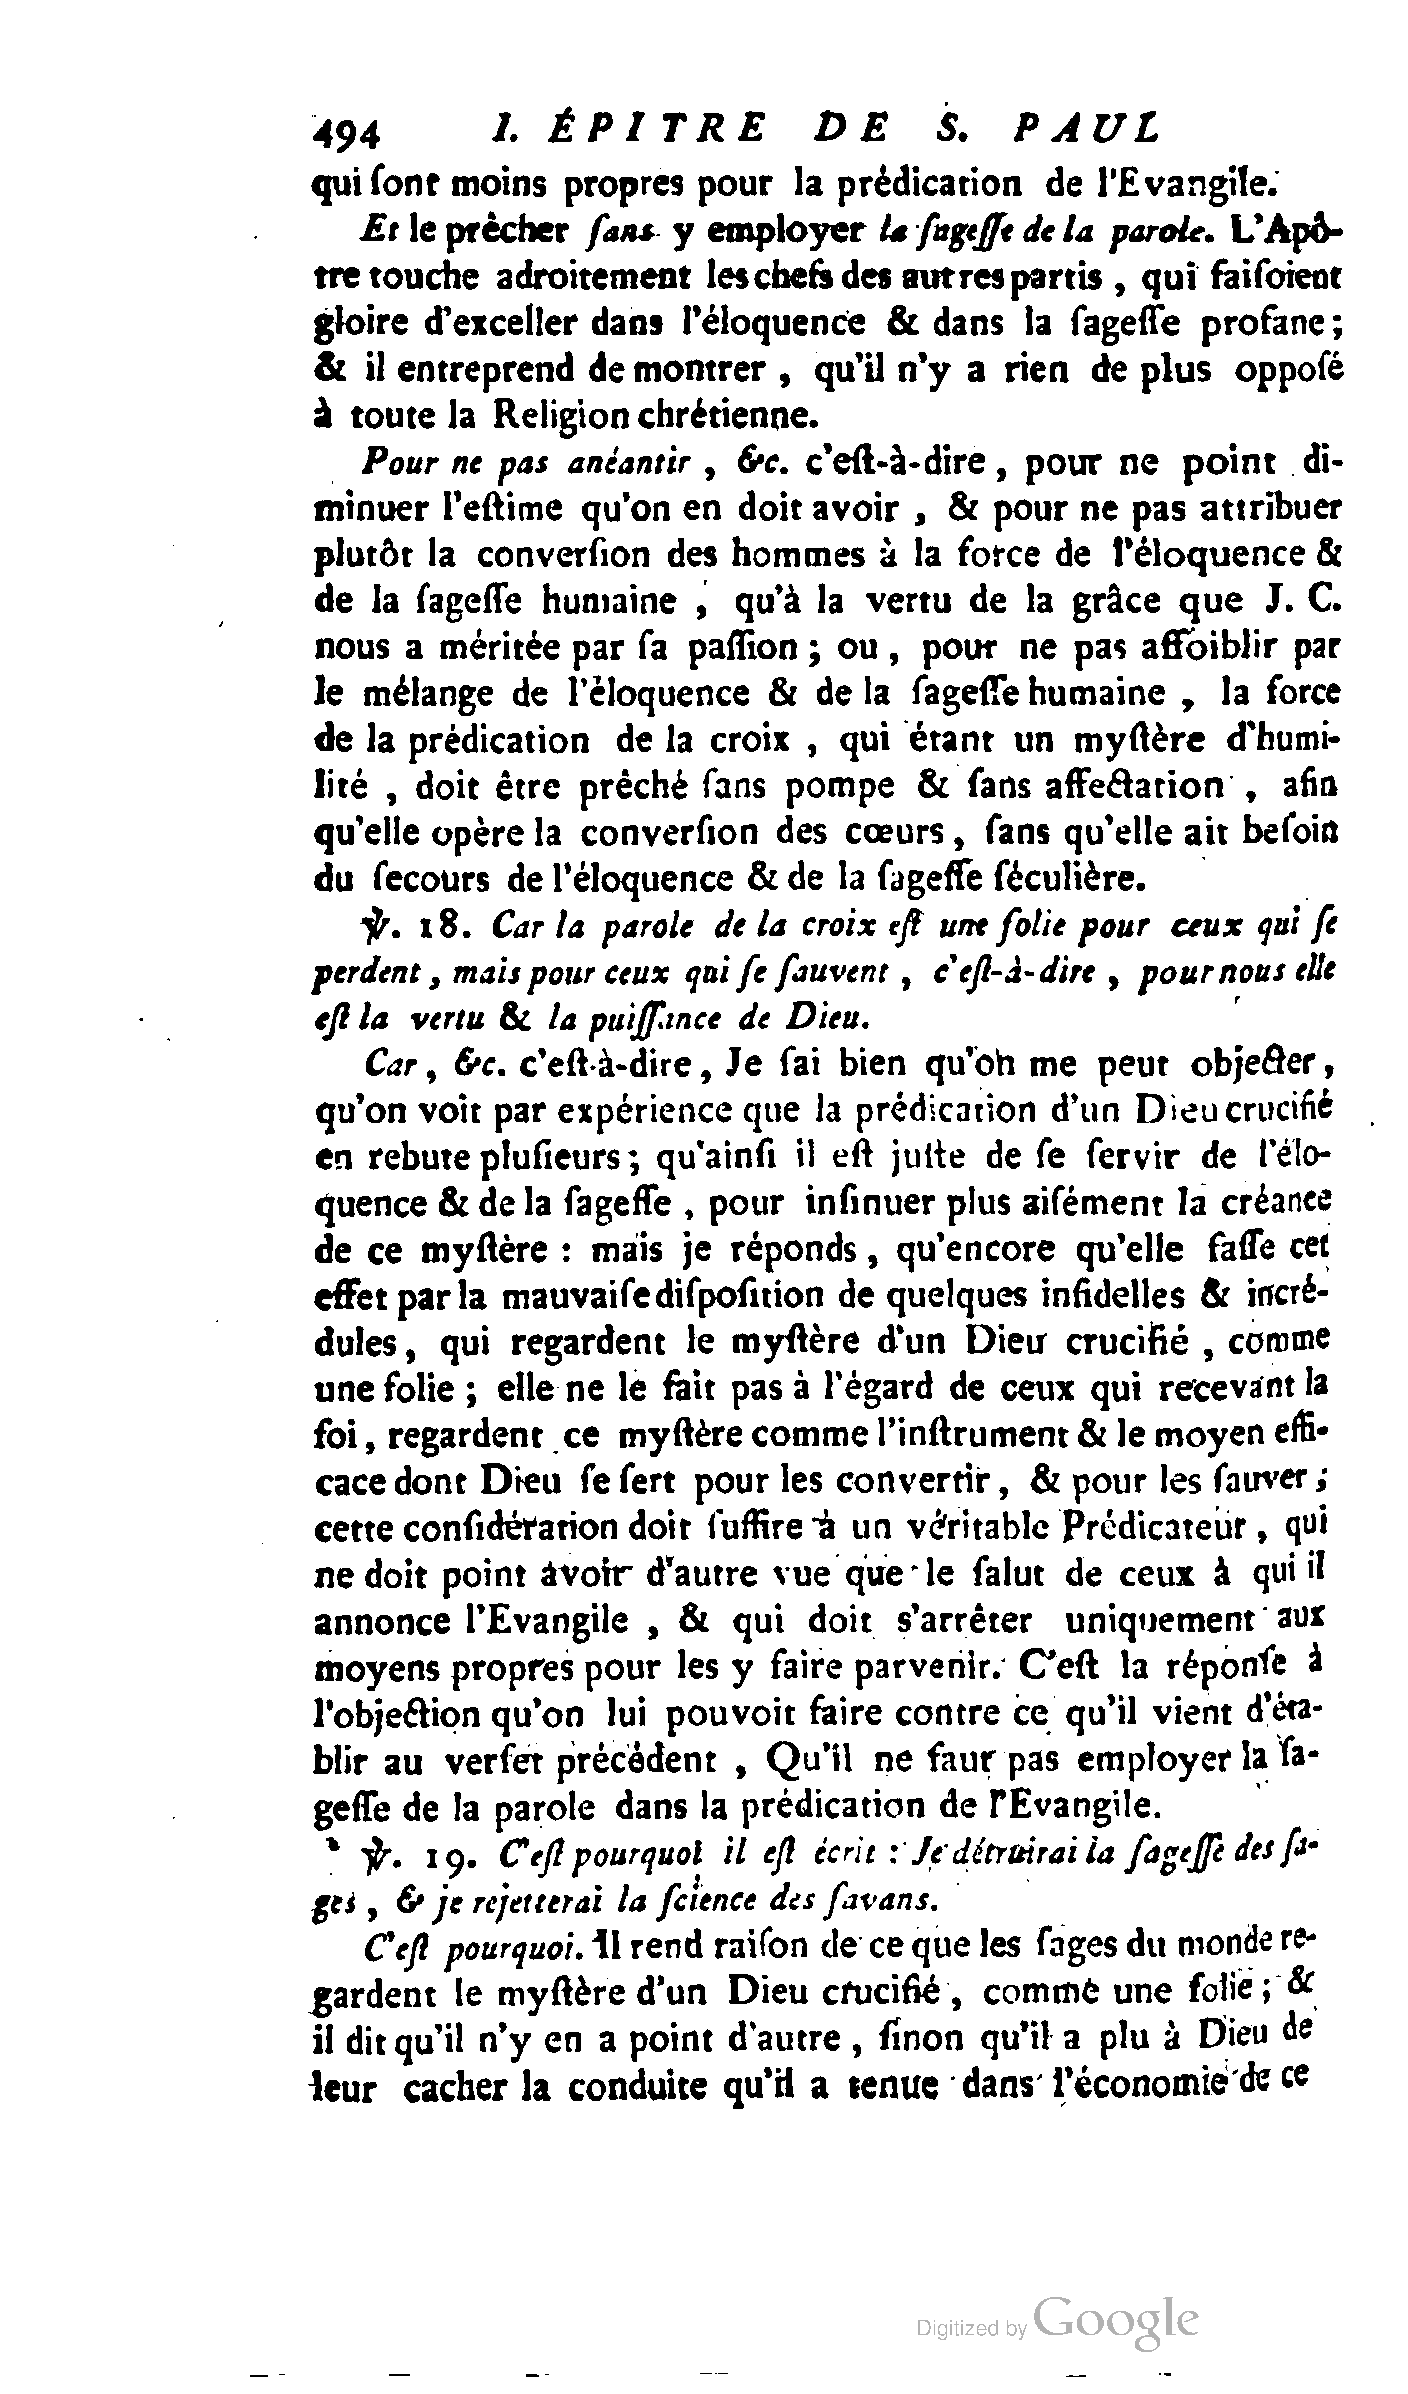 494 I. ÉPITRE DE S. PAUL
qui ſont moins propres pour la prédication de l'Evangile.
Et le prêcher ſans y employer la ſageſſe de la parole. L'Apô-
tre touche adroitement les chefs des autres partis , qui faiſoient
gloire d'exceller dans l'éloquence & dans la ſageſſe profane ;
& il entreprend de montrer , qu'il n'y a rien de plus oppoſé
à toute la Religion chrétienne.
Pour ne pas anéantir , &c. c'eſt-à-dire , pour ne point di-
minuer l'eſtime qu'on en doit avoir , & pour ne pas attribuer
plutôt la converſion des hommes à la force de l'éloquence &
de la ſageſſe humaine , qu'à la vertu de la grâce que J. C.
nous a méritée par ſa paſſion ; ou , pour ne pas affoiblir par
le mélange de l'éloquence & de la ſageſſe humaine , la force
de la prédication de la croix , qui étant un myſtère d'humi-
lité , doit être prêché ſans pompe & ſans affectation , afin
qu'elle opère la converſion des cœurs , ſans qu'elle ait beſoin
du ſecours de l'éloquence & de la ſageſſe ſéculière.
℣. 18. Car la parole de la croix eſt une folie pour ceux qui ſe
perdent , mais pour ceux qui ſe ſauvent , c'eſt-à-dire , pour nous elle
eſt la vertu & la puiſſance de Dieu.
Car , &c. c'eſt-à-dire , Je ſai bien qu'on me peut objecter ,
qu'on voit par expérience que la prédication d'un Dieu crucifié
en rebute pluſieurs ; qu'ainſi il eſt juſte de ſe ſervir de l'élo-
quence & de la ſageſſe , pour inſinuer plus aiſément la créance
de ce myſtère : mais je réponds , qu'encore qu'elle faſſe cet
effet par la mauvaiſe diſpoſition de quelques infidelles & incré-
dules , qui regardent le myſtère d'un Dieu crucifié , comme
une folie ; elle ne le fait pas à l'égard de ceux qui recevant la
foi , regardent ce myſtère comme l'inſtrument & le moyen effi-
cace dont Dieu ſe ſert pour les convertir , & pour les ſauver ;
cette conſidération doit ſuffire à un véritable Prédicateur , qui
ne doit point avoir d'autre vue que le ſalut de ceux à qui il
annonce l'Evangile , & qui doit s'arrêter uniquement aux
moyens propres pour les y faire parvenir. C'eſt la réponſe à
l'objection qu'on lui pouvoit faire contre ce qu'il vient d'éta-
blir au verſet précédent , Qu'il ne faut pas employer la ſa-
geſſe de la parole dans la prédication de l'Evangile.
℣. 19. C'eſt pourquoi il eſt écrit : Je détruirai la ſageſſe des ſa-
ges , & je rejetterai la ſcience des ſavans.
C'eſt pourquoi. Il rend raiſon de ce que les ſages du monde re-
gardent le myſtère d'un Dieu crucifié , comme une folie ; &
il dit qu'il n'y en a point d'autre , ſinon qu'il a plu à Dieu de
leur cacher la conduite qu'il a tenue dans l'économie de ce
Digitized by Google